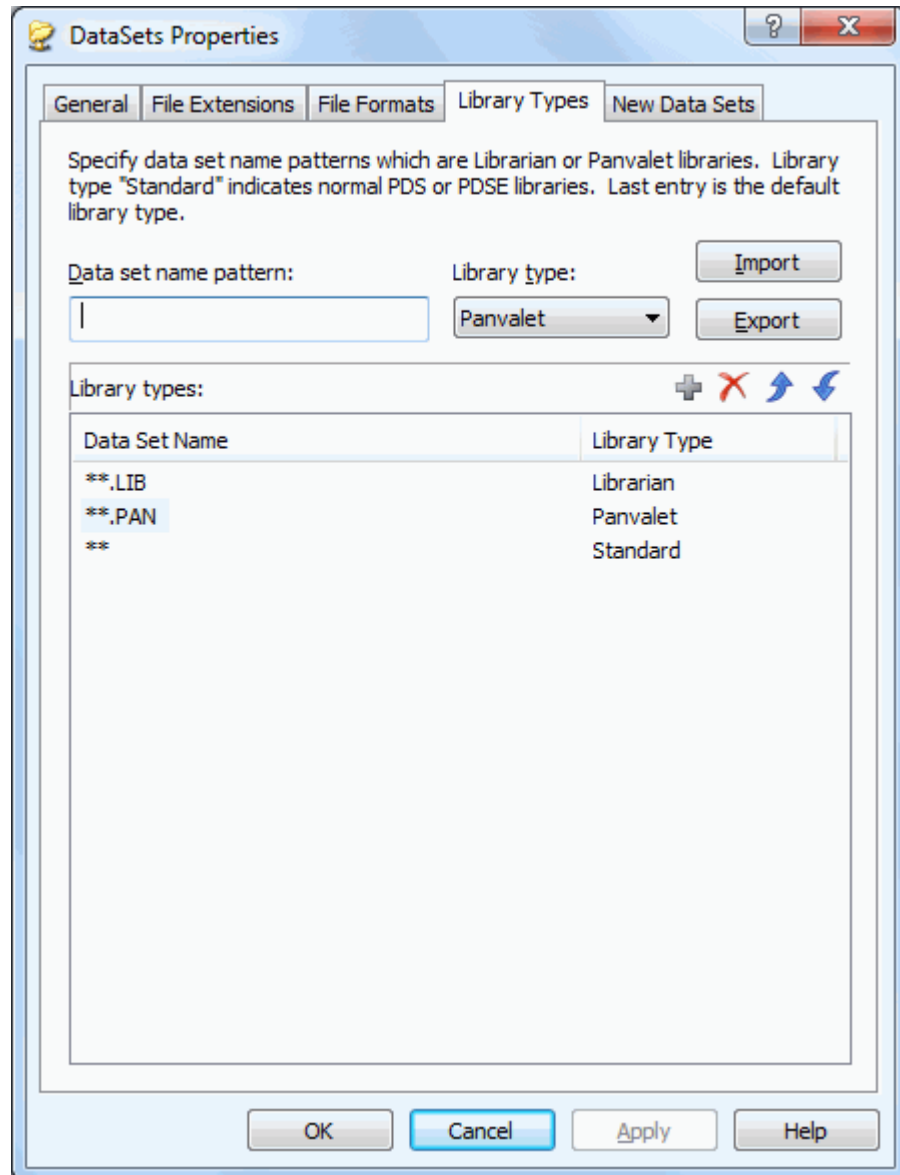 DataSets Properties
General File Extensions File Formats Library Types New Data Sets
Specify data set name patterns which are Librarian or Panvalet libraries. Library
type "Standard" indicates normal PDS or PDSE libraries. Last entry is the default
library type.
Data set name pattern: Library type: Import
Panvalet Export
Library types:
Data Set Name Library Type
**.LIB Librarian
**.PAN Panvalet
** Standard
OK Cancel Apply Help